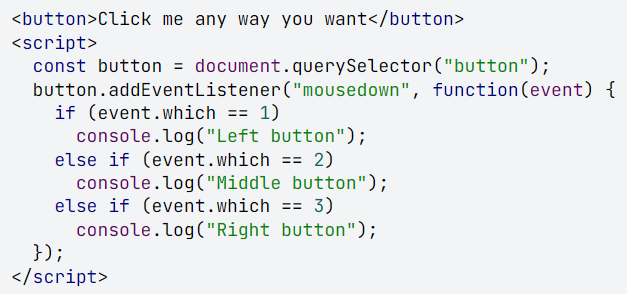 <button>Click me any way you want</button>
<script>
  const button = document.querySelector("button");
  button.addEventListener("mousedown", function(event) {
    if (event.which == 1)
      console.log("Left button");
    else if (event.which == 2)
      console.log("Middle button");
    else if (event.which == 3)
      console.log("Right button");
  });
</script>